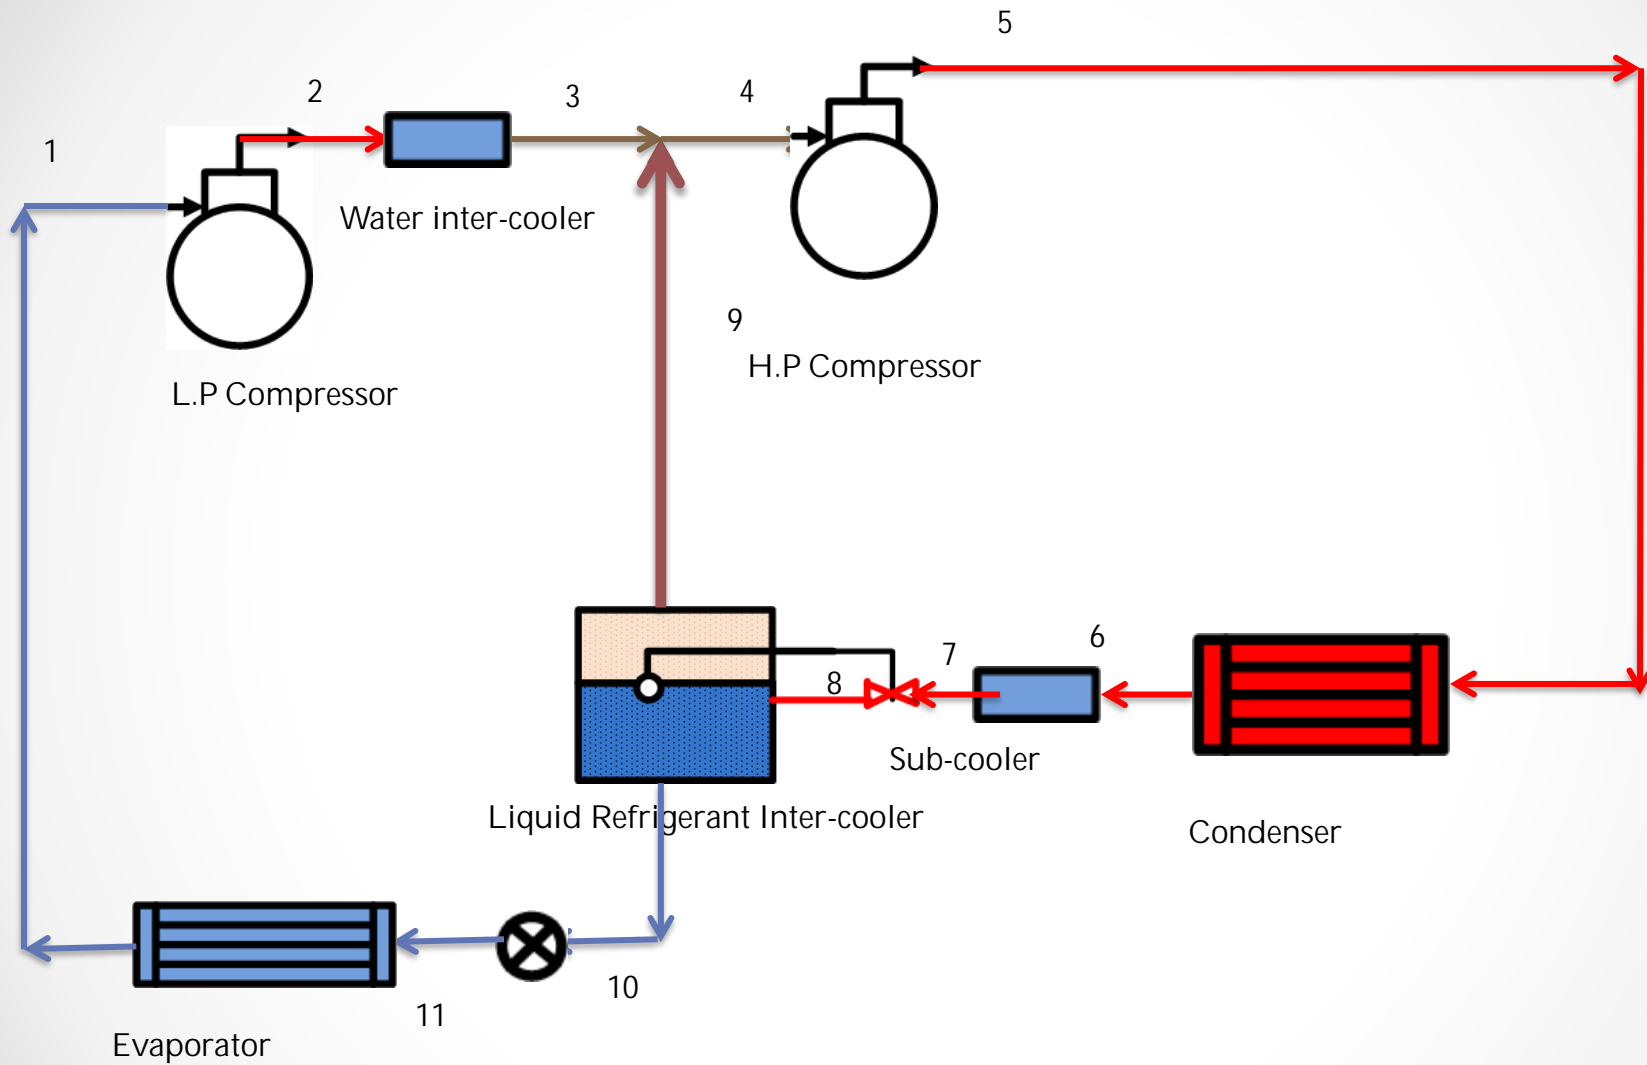 5
2
3
4
1
Water inter-cooler
9
H.P Compressor
L.P Compressor
6
7
8
Sub-cooler
Liquid Refrigerant Inter-cooler
Condenser
10
11
Evaporator